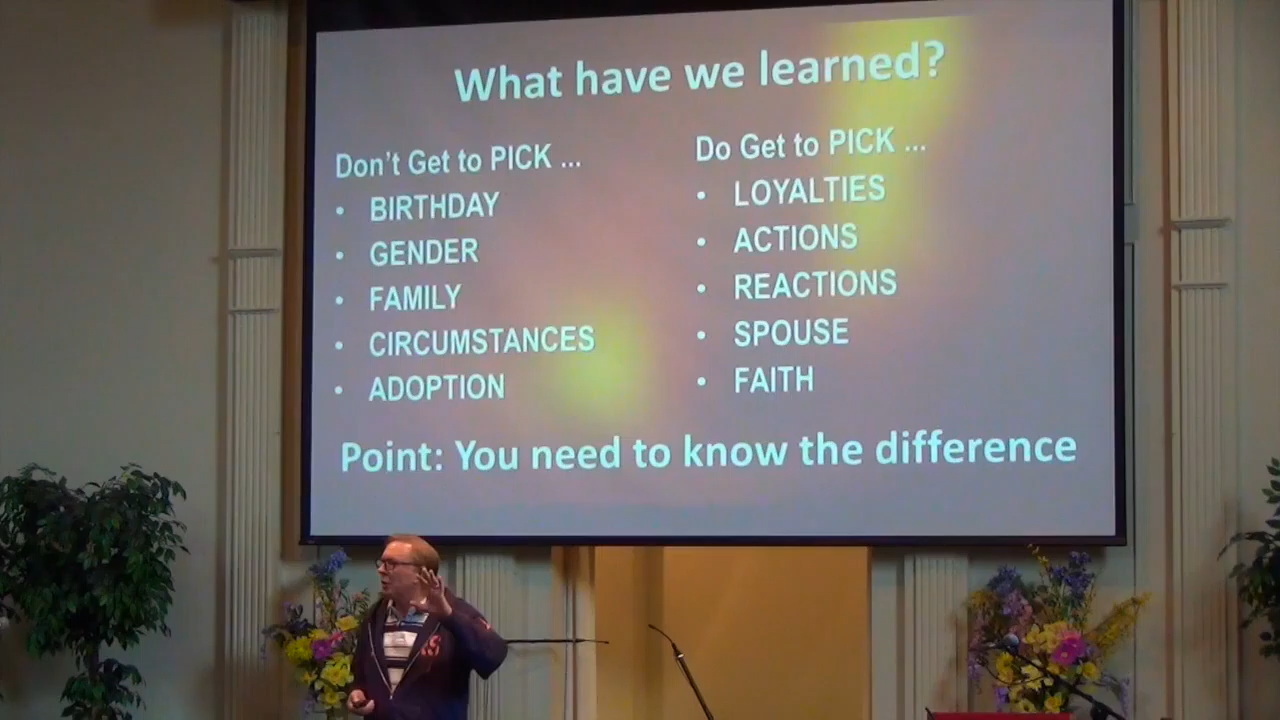 What have we learned?
Don't Get to PICK ...
• BIRTHDAY
• GENDER
• FAMILY
• CIRCUMSTANCES
• ADOPTION
Do Get to PICK ...
• LOYALTIES
• ACTIONS
• REACTIONS
• SPOUSE
• FAITH
Point: You need to know the difference